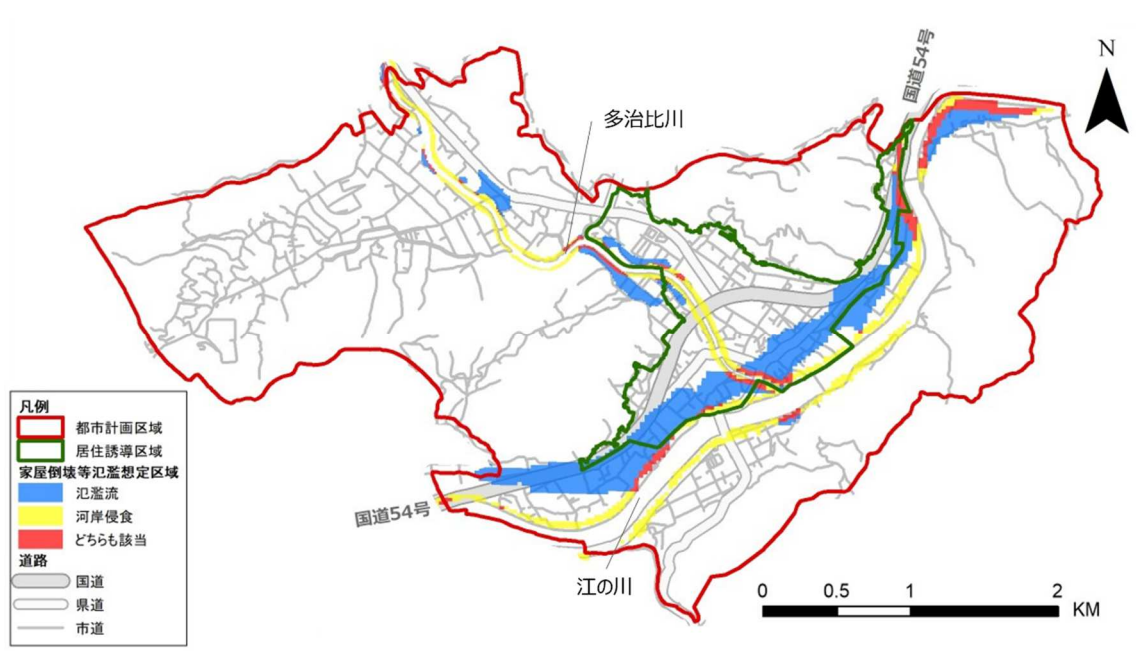 国道54号
N
多治比川
凡例
都市計画区域
居住誘導区域
家屋倒壊等氾濫想定区域
氾濫流
河岸侵食
どちらも該当
道路
国道
県道
市道
国道54号
江の川
0 0.5 1 2
KM